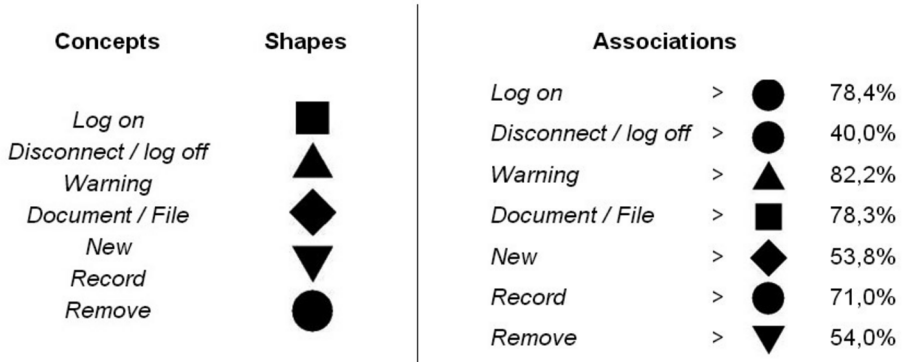 Concepts
Shapes
Log on
Disconnect / log off
Warning
Document / File
New
Record
Remove
Associations
Log on > 78,4%
Disconnect / log off > 40,0%
Warning > 82,2%
Document / File > 78,3%
New > 53,8%
Record > 71,0%
Remove > 54,0%